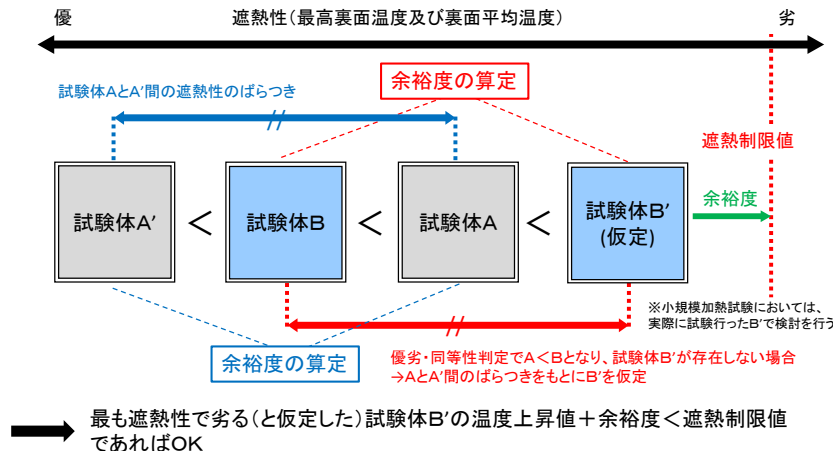 優
遮熱性(最高裏面温度及び裏面平均温度)
劣
余裕度の算定
試験体AとA'間の遮熱性のばらつき
遮熱制限値
試験体A'
<
試験体B
<
試験体A
<
試験体B'
(仮定)
余裕度
※小規模加熱試験においては、
実際に試験行ったB'で検討を行う
余裕度の算定
優劣・同等性判定でA<Bとなり、試験体B'が存在しない場合
→AとA'間のばらつきをもとにB'を仮定
最も遮熱性で劣る(と仮定した)試験体B'の温度上昇値+余裕度<遮熱制限値
であればOK